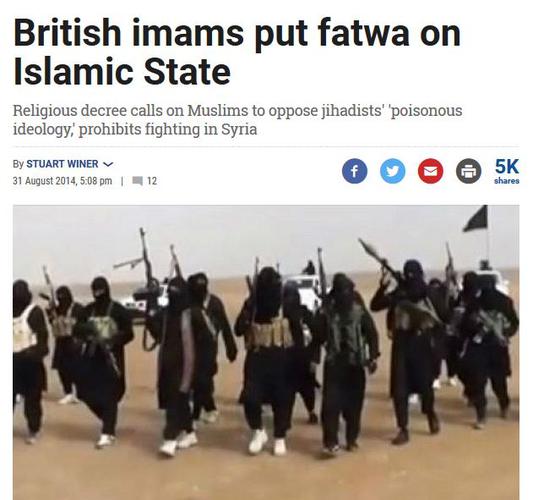 British imams put fatwa on
Islamic State
Religious decree calls on Muslims to oppose jihadists' 'poisonous
ideology,' prohibits fighting in Syria
By STUART WINER
31 August 2014, 5:08 pm | 12
5K
shares